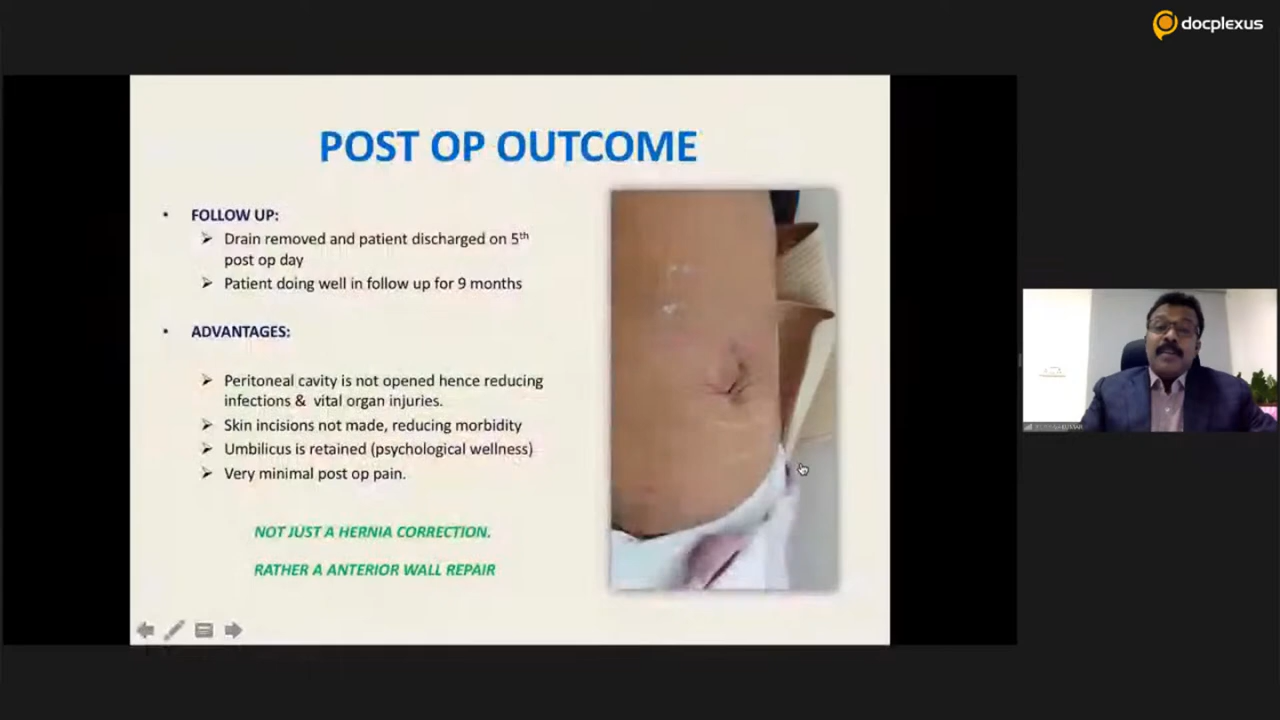 docplexus
POST OP OUTCOME
• FOLLOW UP:
➢ Drain removed and patient discharged on 5th
post op day
➢ Patient doing well in follow up for 9 months
• ADVANTAGES:
➢ Peritoneal cavity is not opened hence reducing
infections & vital organ injuries.
➢ Skin incisions not made, reducing morbidity
➢ Umbilicus is retained (psychological wellness)
➢ Very minimal post op pain.
NOT JUST A HERNIA CORRECTION.
RATHER A ANTERIOR WALL REPAIR